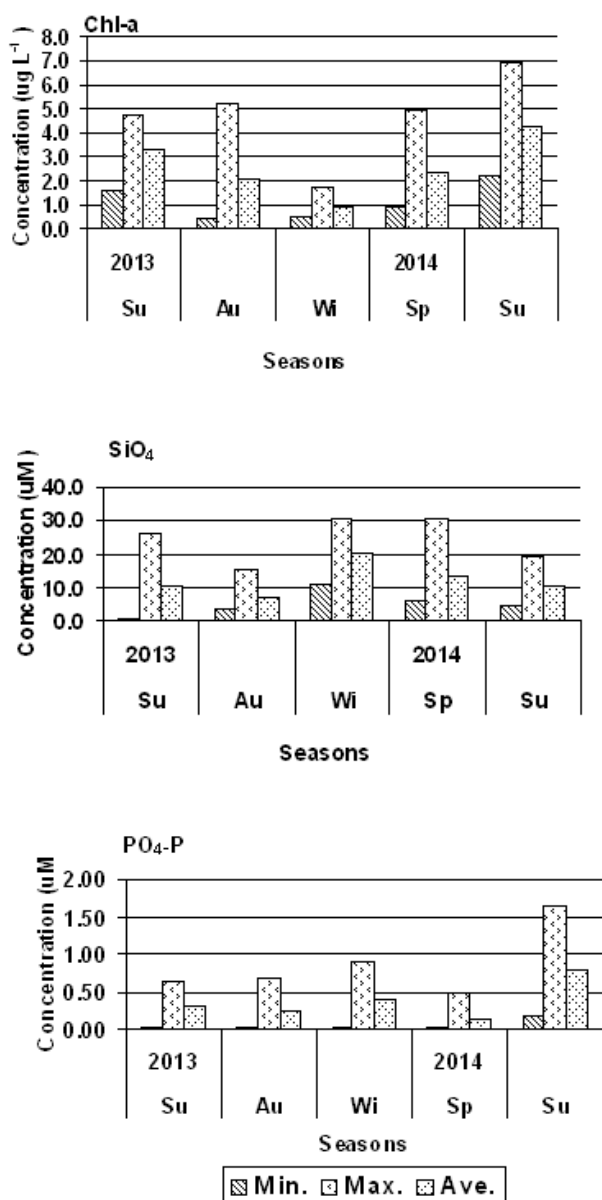 Chl-a
Concentration (ug L⁻¹)
8.0
7.0
6.0
5.0
4.0
3.0
2.0
1.0
0.0
2013 2014
Su Au Wi Sp Su
Seasons
SiO₄
Concentration (uM)
40.0
30.0
20.0
10.0
0.0
2013 2014
Su Au Wi Sp Su
Seasons
PO₄-P
Concentration (uM
2.00
1.50
1.00
0.50
0.00
2013 2014
Su Au Wi Sp Su
Seasons
Min. Max. Ave.